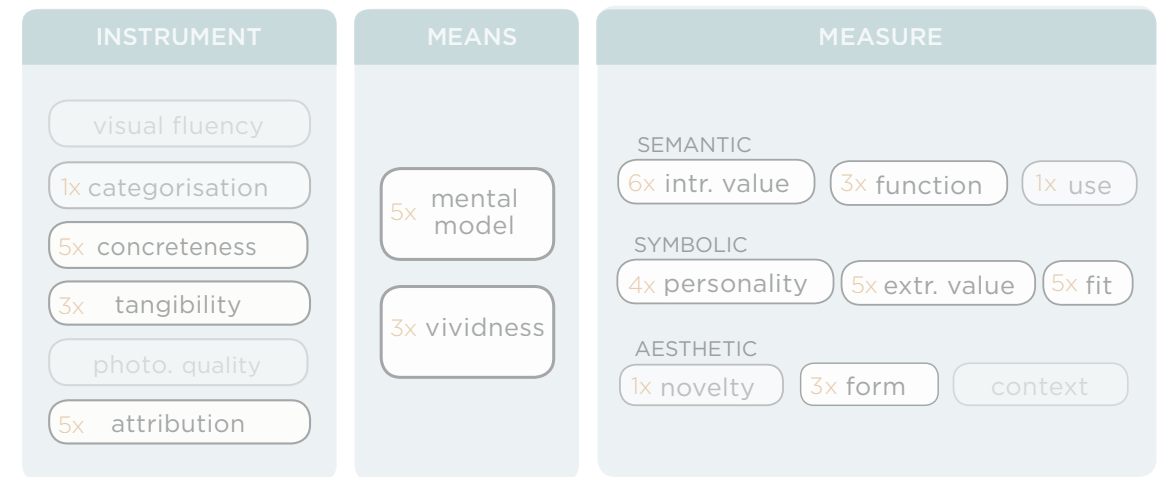 INSTRUMENT
visual fluency
1x categorisation
5x concreteness
3x tangibility
photo. quality
5x attribution
MEANS
5x mental
model
3x vividness
MEASURE
SEMANTIC
6x intr. value 3x function 1x use
SYMBOLIC
4x personality 5x extr. value 5x fit
AESTHETIC
1x novelty 3x form context